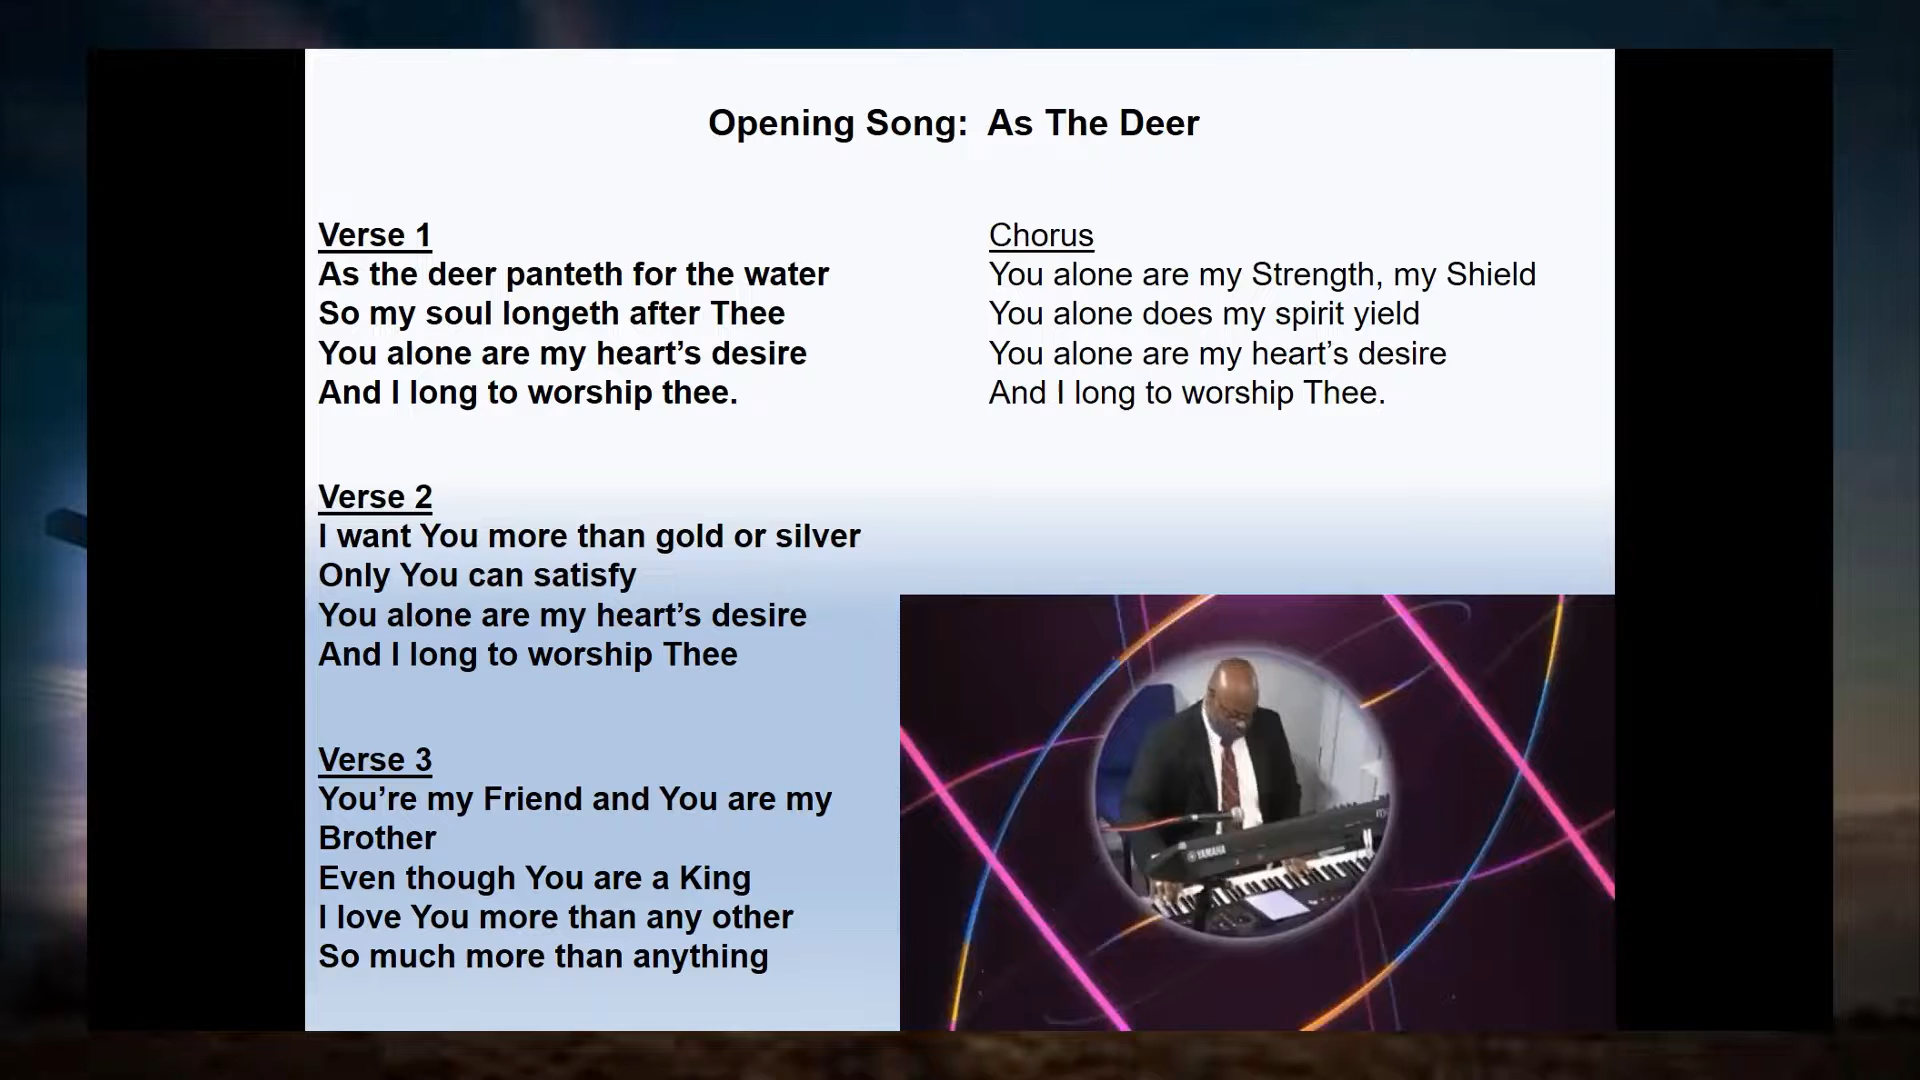 Opening Song:  As The Deer
Verse 1
As the deer panteth for the water
So my soul longeth after Thee
You alone are my heart’s desire
And I long to worship thee.
Chorus
You alone are my Strength, my Shield
You alone does my spirit yield
You alone are my heart’s desire
And I long to worship Thee.
Verse 2
I want You more than gold or silver
Only You can satisfy
You alone are my heart’s desire
And I long to worship Thee
Verse 3
You’re my Friend and You are my
Brother
Even though You are a King
I love You more than any other
So much more than anything
YAMAHA